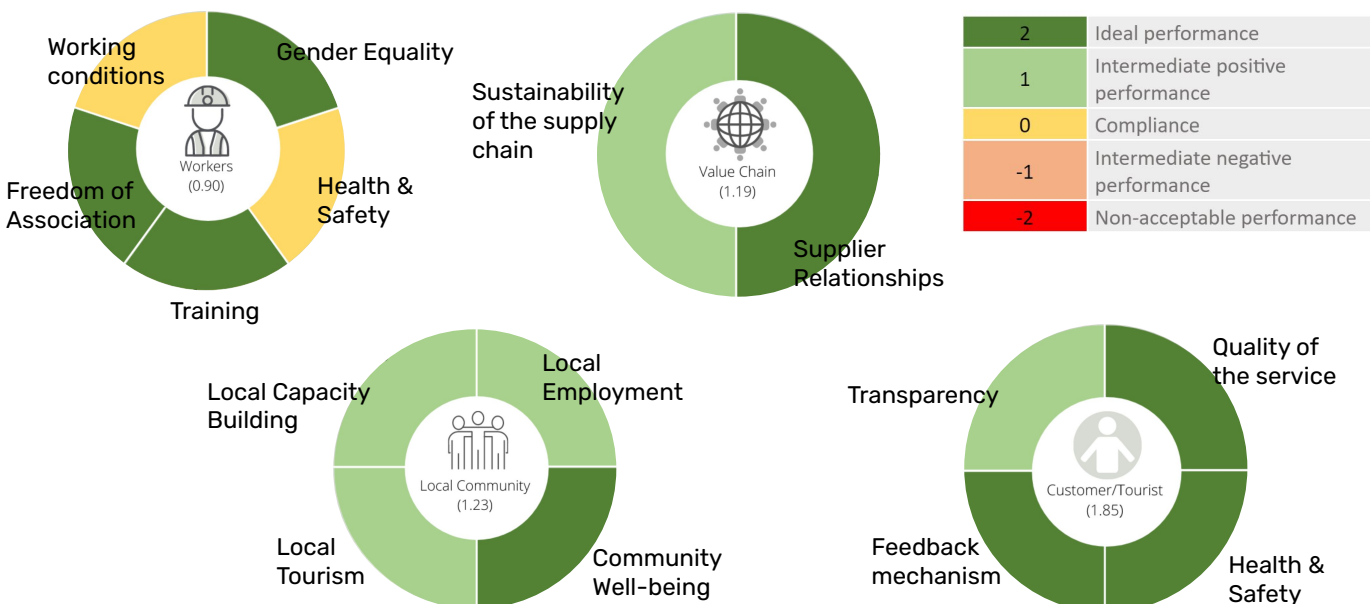 Working
conditions
Gender Equality
Workers
(0.90)
Freedom of
Association
Health &
Safety
Training
Sustainability
of the supply
chain
Value Chain
(1.19)
Supplier
Relationships
2 Ideal performance
1 Intermediate positive
performance
0 Compliance
-1 Intermediate negative
performance
-2 Non-acceptable performance
Local Capacity
Building
Local
Employment
Local Community
(1.23)
Local
Tourism
Community
Well-being
Transparency
Quality of
the service
Customer/Tourist
(1.85)
Feedback
mechanism
Health &
Safety